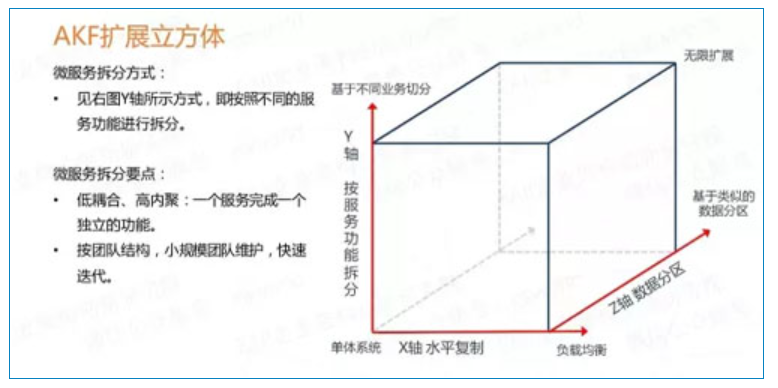 AKF扩展立方体
微服务拆分方式：
• 见右图Y轴所示方式，即按照不同的服
务功能进行拆分。
微服务拆分要点：
• 低耦合、高内聚：一个服务完成一个
独立的功能。
• 按团队结构，小规模团队维护，快速
迭代。
无限扩展
基于不同业务切分
Y轴 按服务功能拆分
基于类似的
数据分区
Z轴 数据分区
单体系统
X轴 水平复制
负载均衡